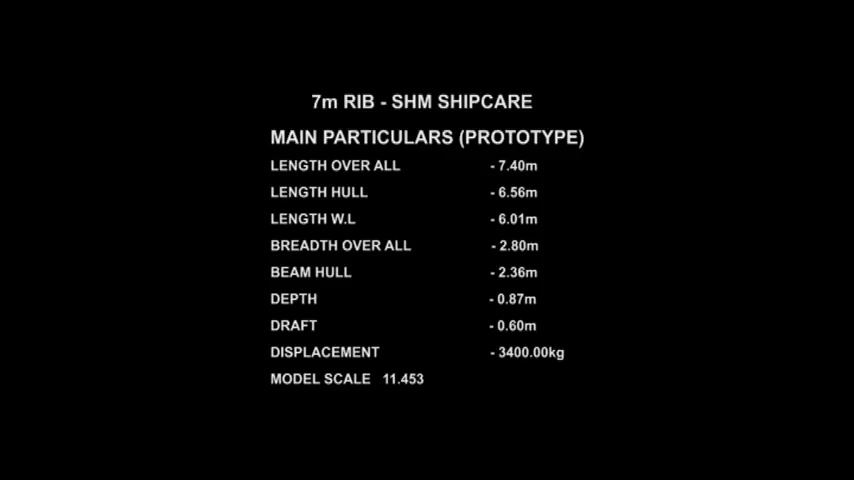 7m RIB - SHM SHIPCARE
MAIN PARTICULARS (PROTOTYPE)
LENGTH OVER ALL - 7.40m
LENGTH HULL - 6.56m
LENGTH W.L - 6.01m
BREADTH OVER ALL - 2.80m
BEAM HULL - 2.36m
DEPTH - 0.87m
DRAFT - 0.60m
DISPLACEMENT - 3400.00kg
MODEL SCALE 11.453